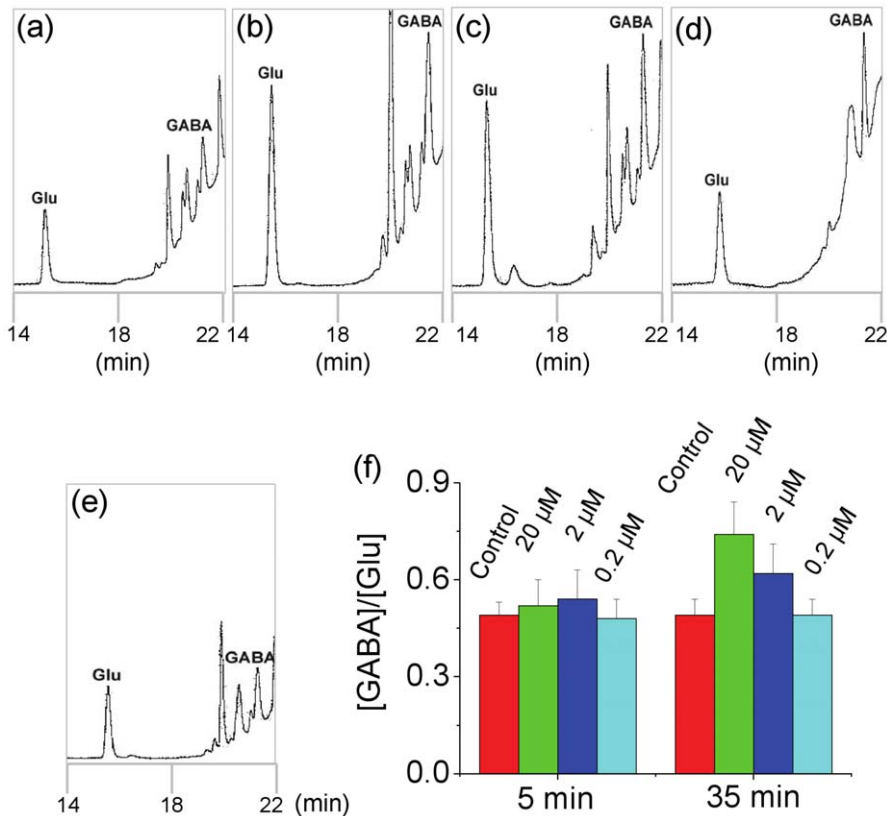 (a)
Glu
GABA
14 18 22
(min)
(b)
Glu
GABA
18 22
(min)
(c)
Glu
GABA
14 18 22
(min)
(d)
Glu
GABA
14 18 22
(min)
(e)
Glu
GABA
14 18 22 (min)
(f)
[GABA]/[Glu]
0.9
0.6
0.3
0.0
Control
20 µM
2 µM
0.2 µM
5 min
Control
20 µM
2 µM
0.2 µM
35 min